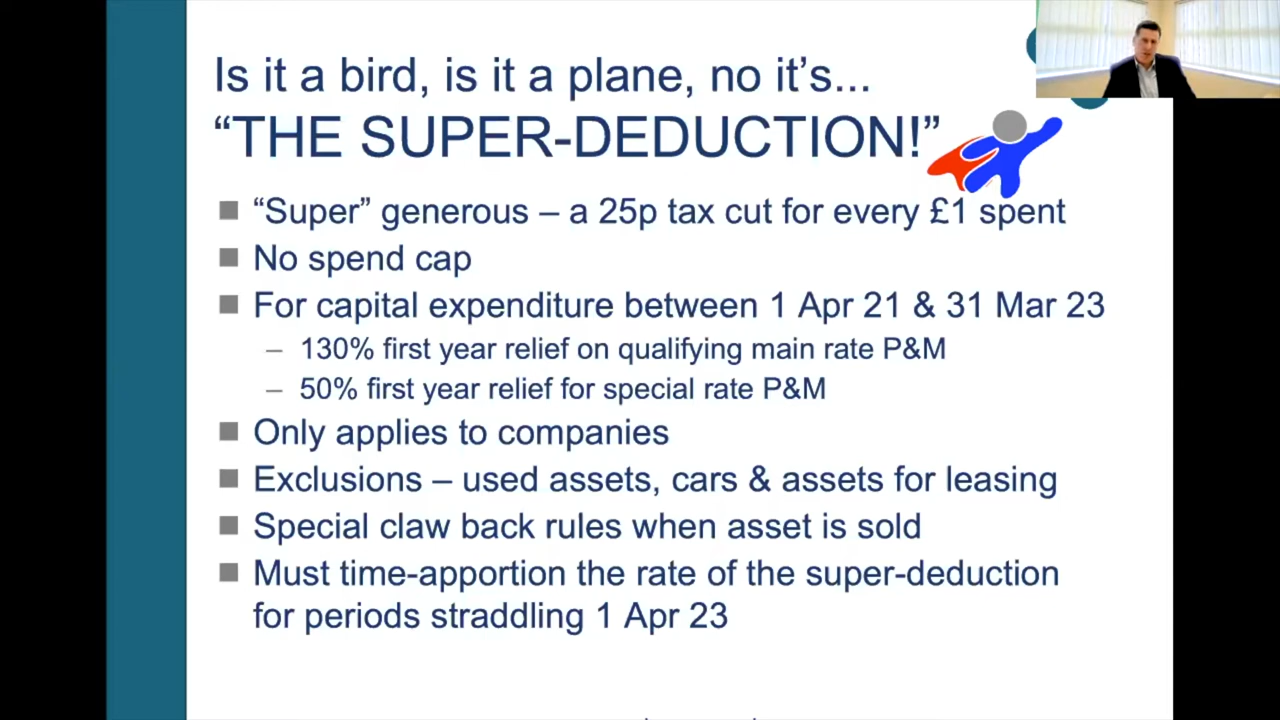 Is it a bird, is it a plane, no it's...
“THE SUPER-DEDUCTION!”
“Super” generous – a 25p tax cut for every £1 spent
No spend cap
For capital expenditure between 1 Apr 21 & 31 Mar 23
– 130% first year relief on qualifying main rate P&M
– 50% first year relief for special rate P&M
Only applies to companies
Exclusions – used assets, cars & assets for leasing
Special claw back rules when asset is sold
Must time-apportion the rate of the super-deduction
for periods straddling 1 Apr 23